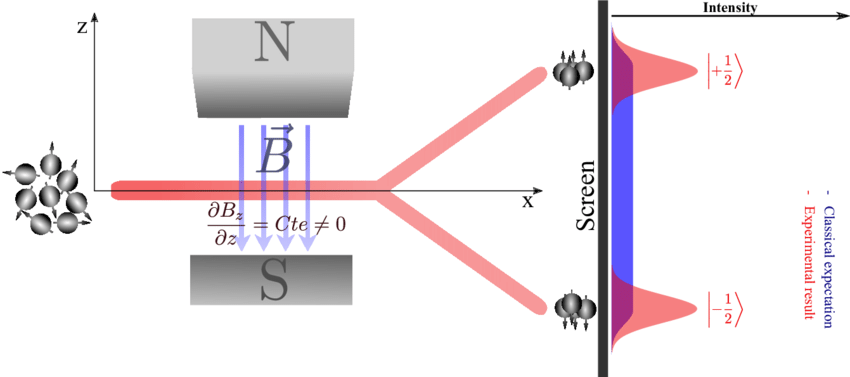 Intensity
z
N
|+1/2⟩
B⃗
x
∂B_z/∂z = Cte ≠ 0
Screen
S
|−1/2⟩
- Classical expectation
- Experimental result